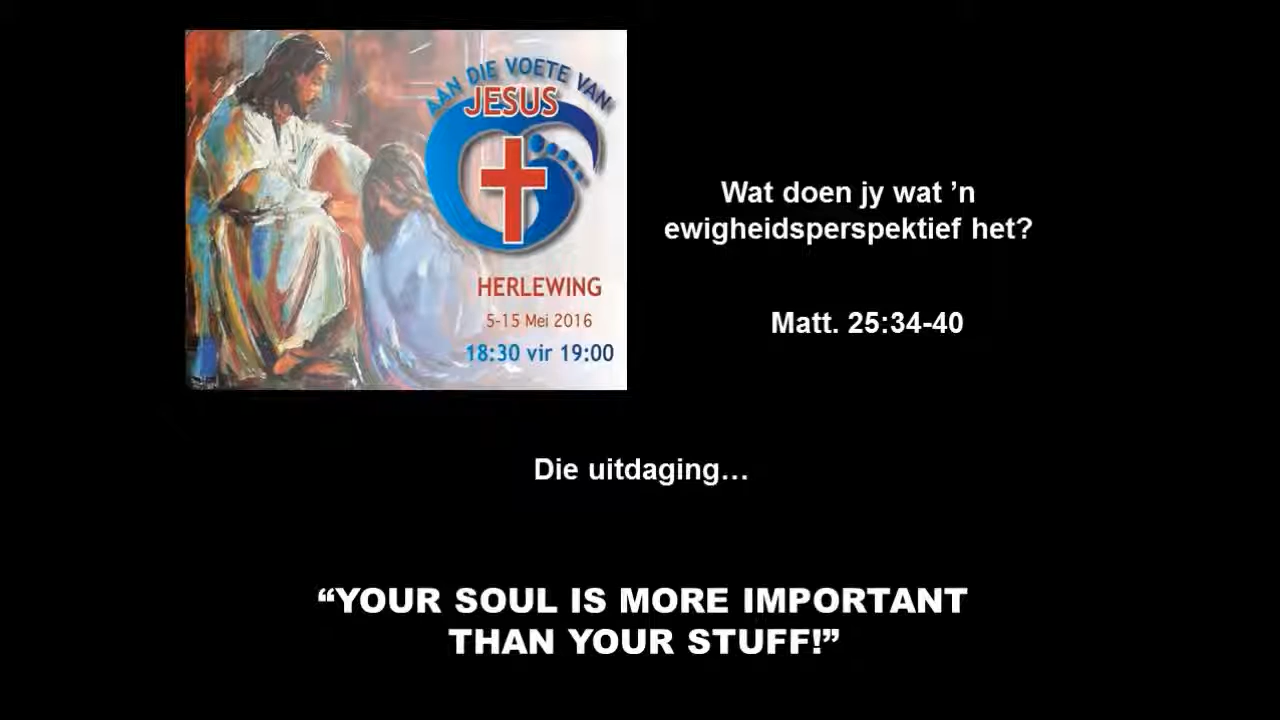 AAN DIE VOETE VAN
JESUS
HERLEWING
5-15 Mei 2016
18:30 vir 19:00
Wat doen jy wat ’n
ewigheidsperspektief het?
Matt. 25:34-40
Die uitdaging…
“YOUR SOUL IS MORE IMPORTANT
THAN YOUR STUFF!”